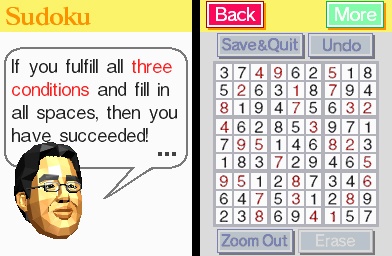 Sudoku
If you fulfill all three
conditions and fill in
all spaces, then you
have succeeded!
...
Back More
Save&Quit Undo
3 7 4 9 6 2 5 1 8
5 2 6 3 1 8 7 9 4
8 1 9 4 7 5 6 3 2
4 6 2 8 5 3 9 7 1
7 9 5 1 4 6 8 2 3
1 8 3 7 2 9 4 6 5
9 5 1 2 8 7 3 4 6
6 4 7 5 3 1 2 8 9
2 3 8 6 9 4 1 5 7
Zoom Out Erase